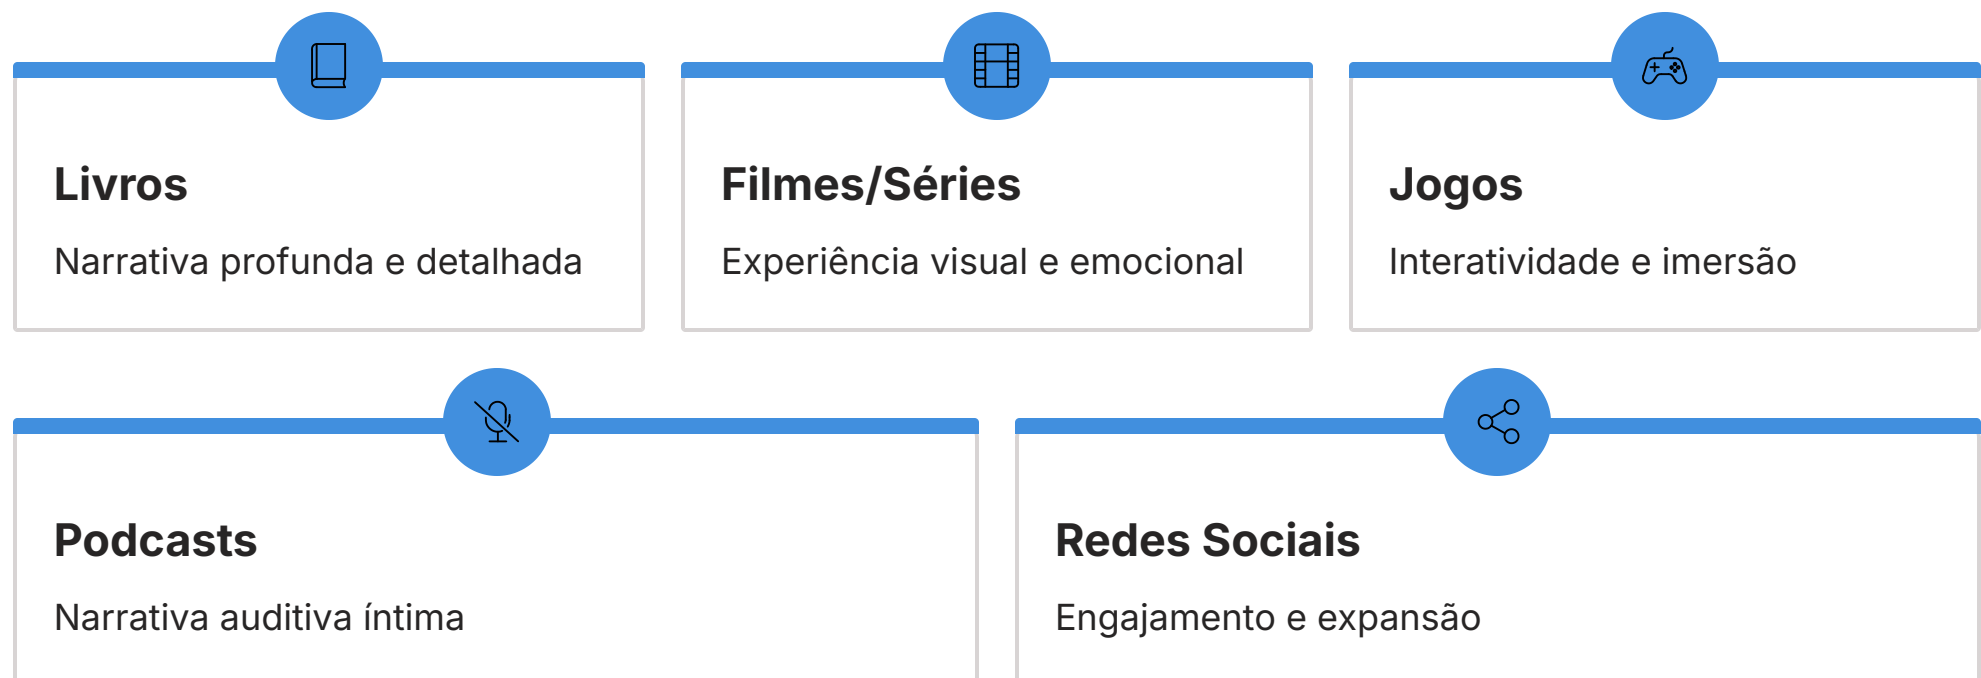 Livros
Narrativa profunda e detalhada
Filmes/Séries
Experiência visual e emocional
Jogos
Interatividade e imersão
Podcasts
Narrativa auditiva íntima
Redes Sociais
Engajamento e expansão